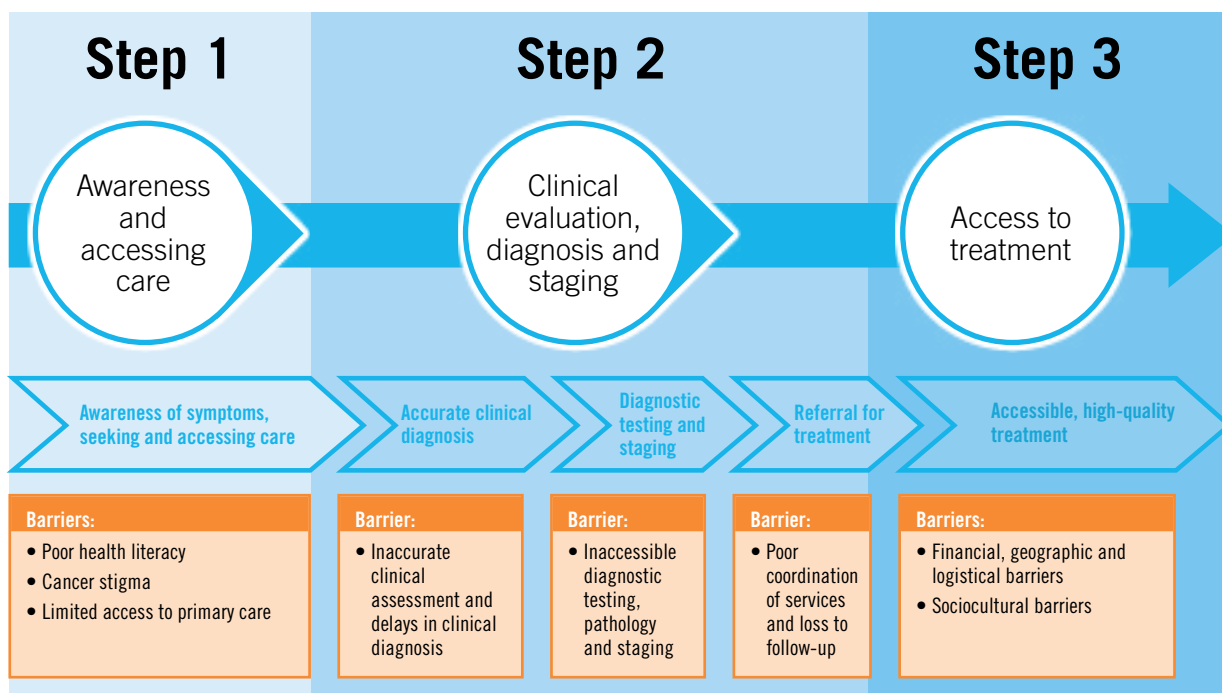 Step 1
Step 2
Step 3
Awareness
and
accessing
care
Clinical
evaluation,
diagnosis and
staging
Access to
treatment
Awareness of symptoms,
seeking and accessing care
Accurate clinical
diagnosis
Diagnostic
testing and
staging
Referral for
treatment
Accessible, high-quality
treatment
Barriers:
• Poor health literacy
• Cancer stigma
• Limited access to primary care
Barrier:
• Inaccurate
clinical
assessment and
delays in clinical
diagnosis
Barrier:
• Inaccessible
diagnostic
testing,
pathology
and staging
Barrier:
• Poor
coordination
of services
and loss to
follow-up
Barriers:
• Financial, geographic and
logistical barriers
• Sociocultural barriers